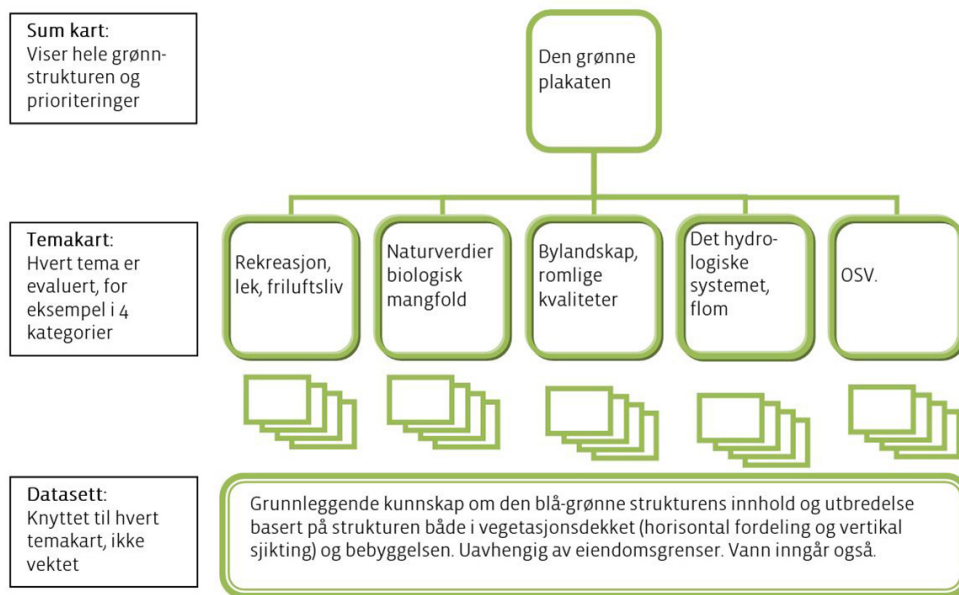 Sum kart:
Viser hele grønn-
strukturen og
prioriteringer
Den grønne
plakaten
Temakart:
Hvert tema er
evaluert, for
eksempel i 4
kategorier
Rekreasjon,
lek, friluftsliv
Naturverdier
biologisk
mangfold
Bylandskap,
romlige
kvaliteter
Det hydro-
logiske
systemet,
flom
OSV.
Datasett:
Knyttet til hvert
temakart, ikke
vektet
Grunnleggende kunnskap om den blå-grønne strukturens innhold og utbredelse
basert på strukturen både i vegetasjonsdekket (horisontal fordeling og vertikal
sjikting) og bebyggelsen. Uavhengig av eiendomsgrenser. Vann inngår også.